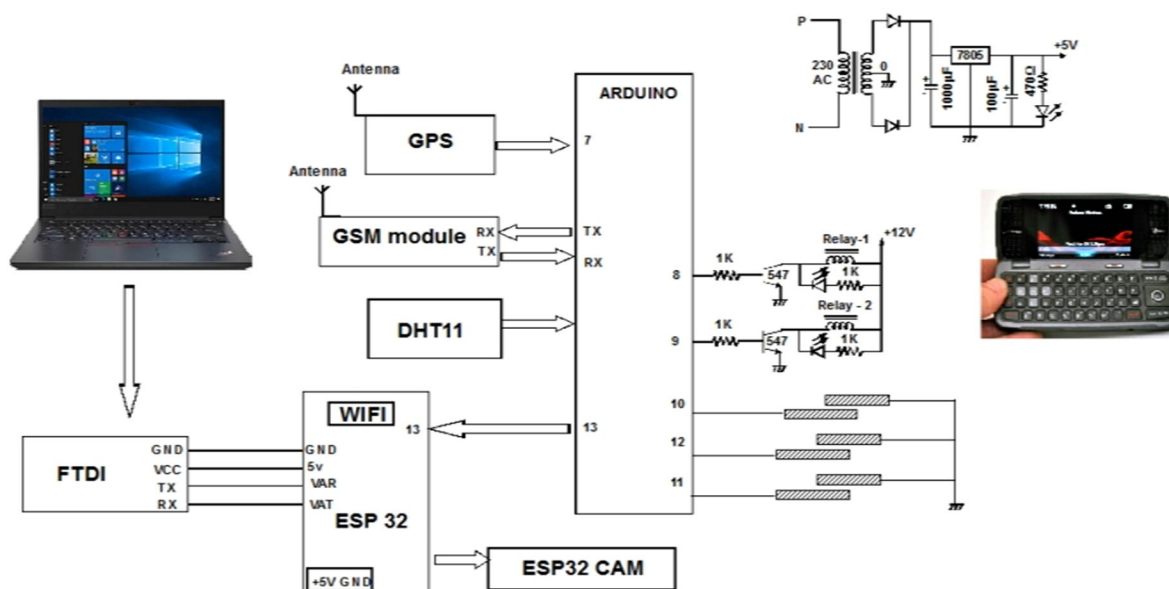 P
N
230
AC
0
1000µF
7805
100µF
470Ω
+5V
Antenna
GPS
ARDUINO
7
Antenna
GSM module
RX
TX
TX
RX
DHT11
8
1K
547
Relay-1
1K
+12V
9
1K
547
Relay - 2
1K
10
12
11
13
WIFI
13
FTDI
GND
VCC
TX
RX
GND
5v
VAR
VAT
ESP 32
+5V GND
ESP32 CAM